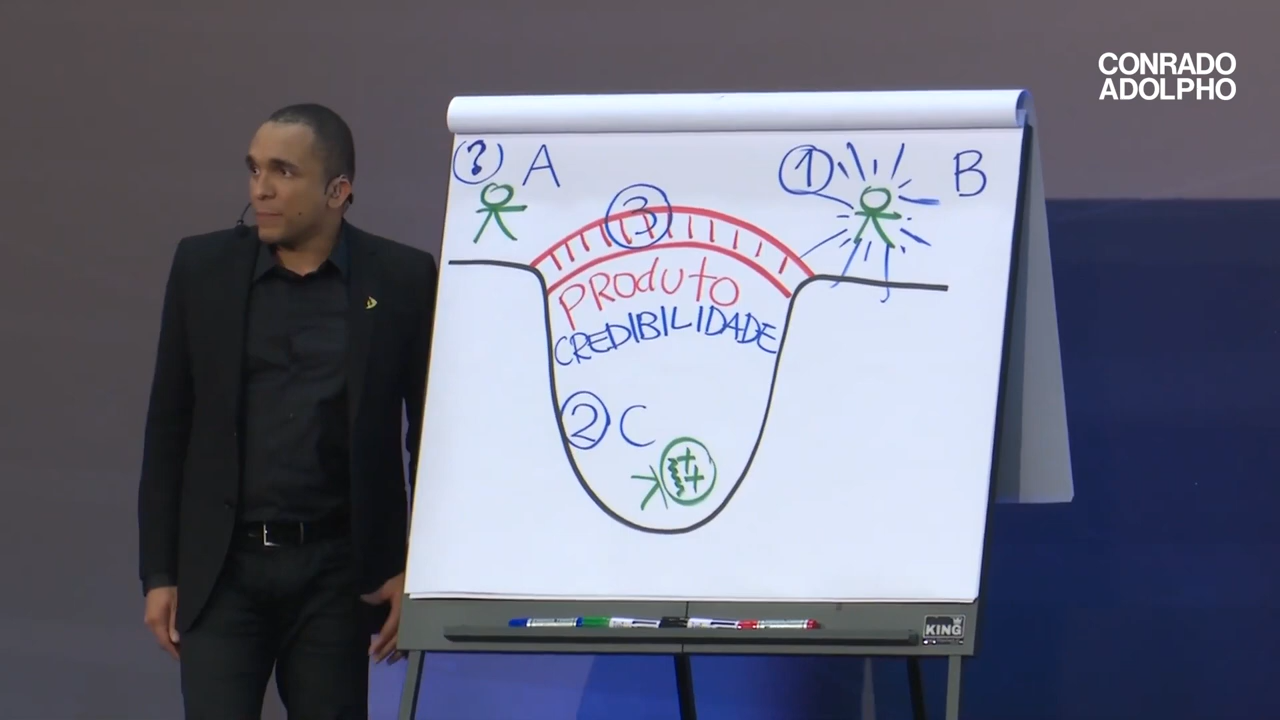 CONRADO
ADOLPHO
(?) A
1 B
3
PRODUTO
CREDIBILIDADE
2 C
KING